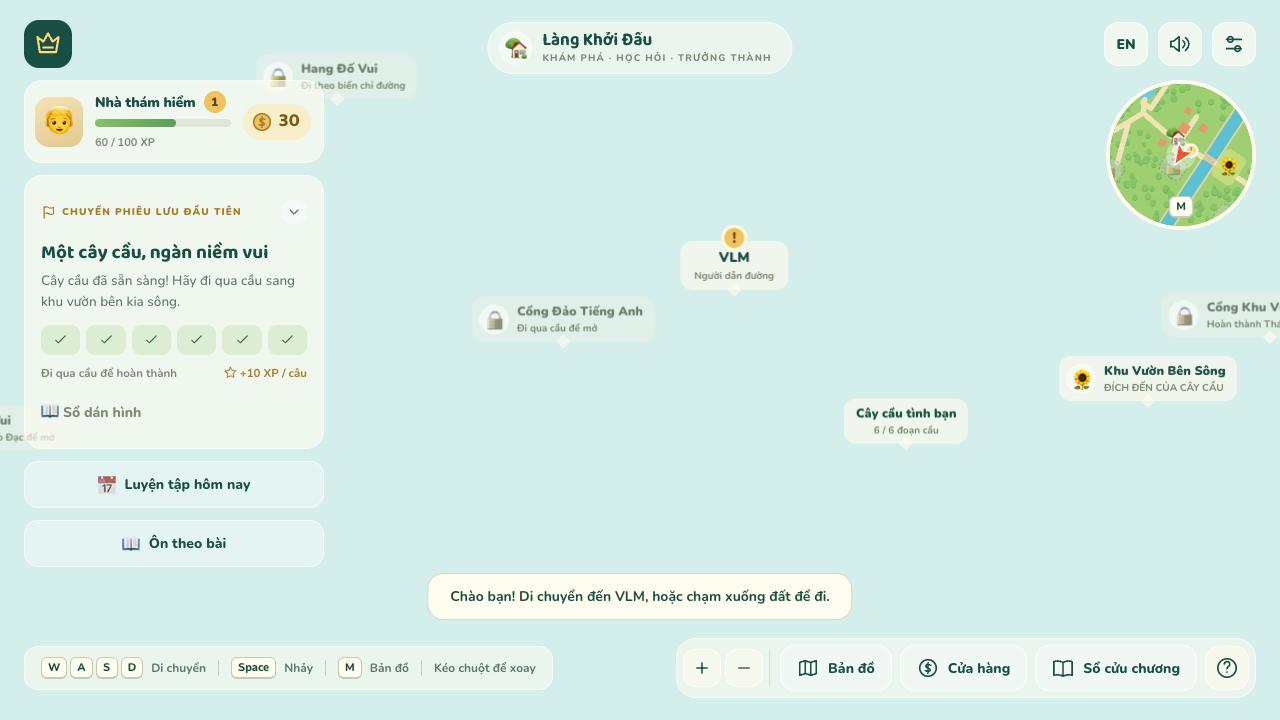 Làng Khởi Đầu
KHÁM PHÁ · HỌC HỎI · TRƯỞNG THÀNH
EN
Hang Đố Vui
Đi theo biển chỉ đường
Nhà thám hiểm 1
60 / 100 XP
30
CHUYẾN PHIÊU LƯU ĐẦU TIÊN
Một cây cầu, ngàn niềm vui
Cây cầu đã sẵn sàng! Hãy đi qua cầu sang
khu vườn bên kia sông.
Đi qua cầu để hoàn thành
+10 XP / câu
Sổ dán hình
Luyện tập hôm nay
Ôn theo bài
M
!
VLM
Người dẫn đường
Cổng Đảo Tiếng Anh
Đi qua cầu để mở
Cổng Khu V
Hoàn thành
Khu Vườn Bên Sông
ĐÍCH ĐẾN CỦA CÂY CẦU
Cây cầu tình bạn
6 / 6 đoạn cầu
để mở
Chào bạn! Di chuyển đến VLM, hoặc chạm xuống đất để đi.
W A S D Di chuyển
Space Nhảy
M Bản đồ
Kéo chuột để xoay
+ −
Bản đồ
Cửa hàng
Sổ cửu chương
?